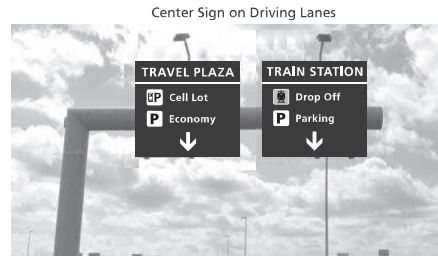 Center Sign on Driving Lanes
TRAVEL PLAZA
P Cell Lot
P Economy
TRAIN STATION
Drop Off
P Parking